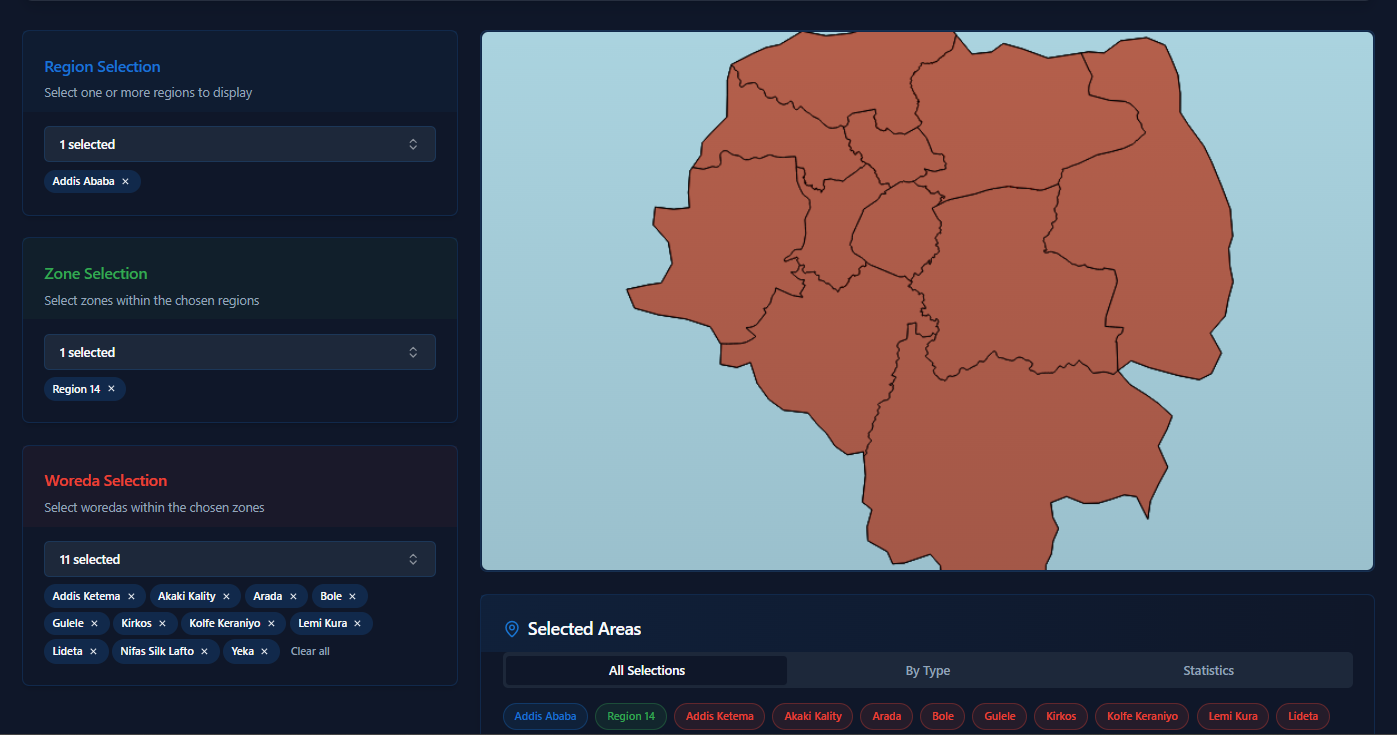 Region Selection
Select one or more regions to display
1 selected
Addis Ababa ×
Zone Selection
Select zones within the chosen regions
1 selected
Region 14 ×
Woreda Selection
Select woredas within the chosen zones
11 selected
Addis Ketema × Akaki Kality × Arada × Bole ×
Gulele × Kirkos × Kolfe Keraniyo × Lemi Kura ×
Lideta × Nifas Silk Lafto × Yeka × Clear all
Selected Areas
All Selections By Type Statistics
Addis Ababa Region 14 Addis Ketema Akaki Kality Arada Bole Gulele Kirkos Kolfe Keraniyo Lemi Kura Lideta